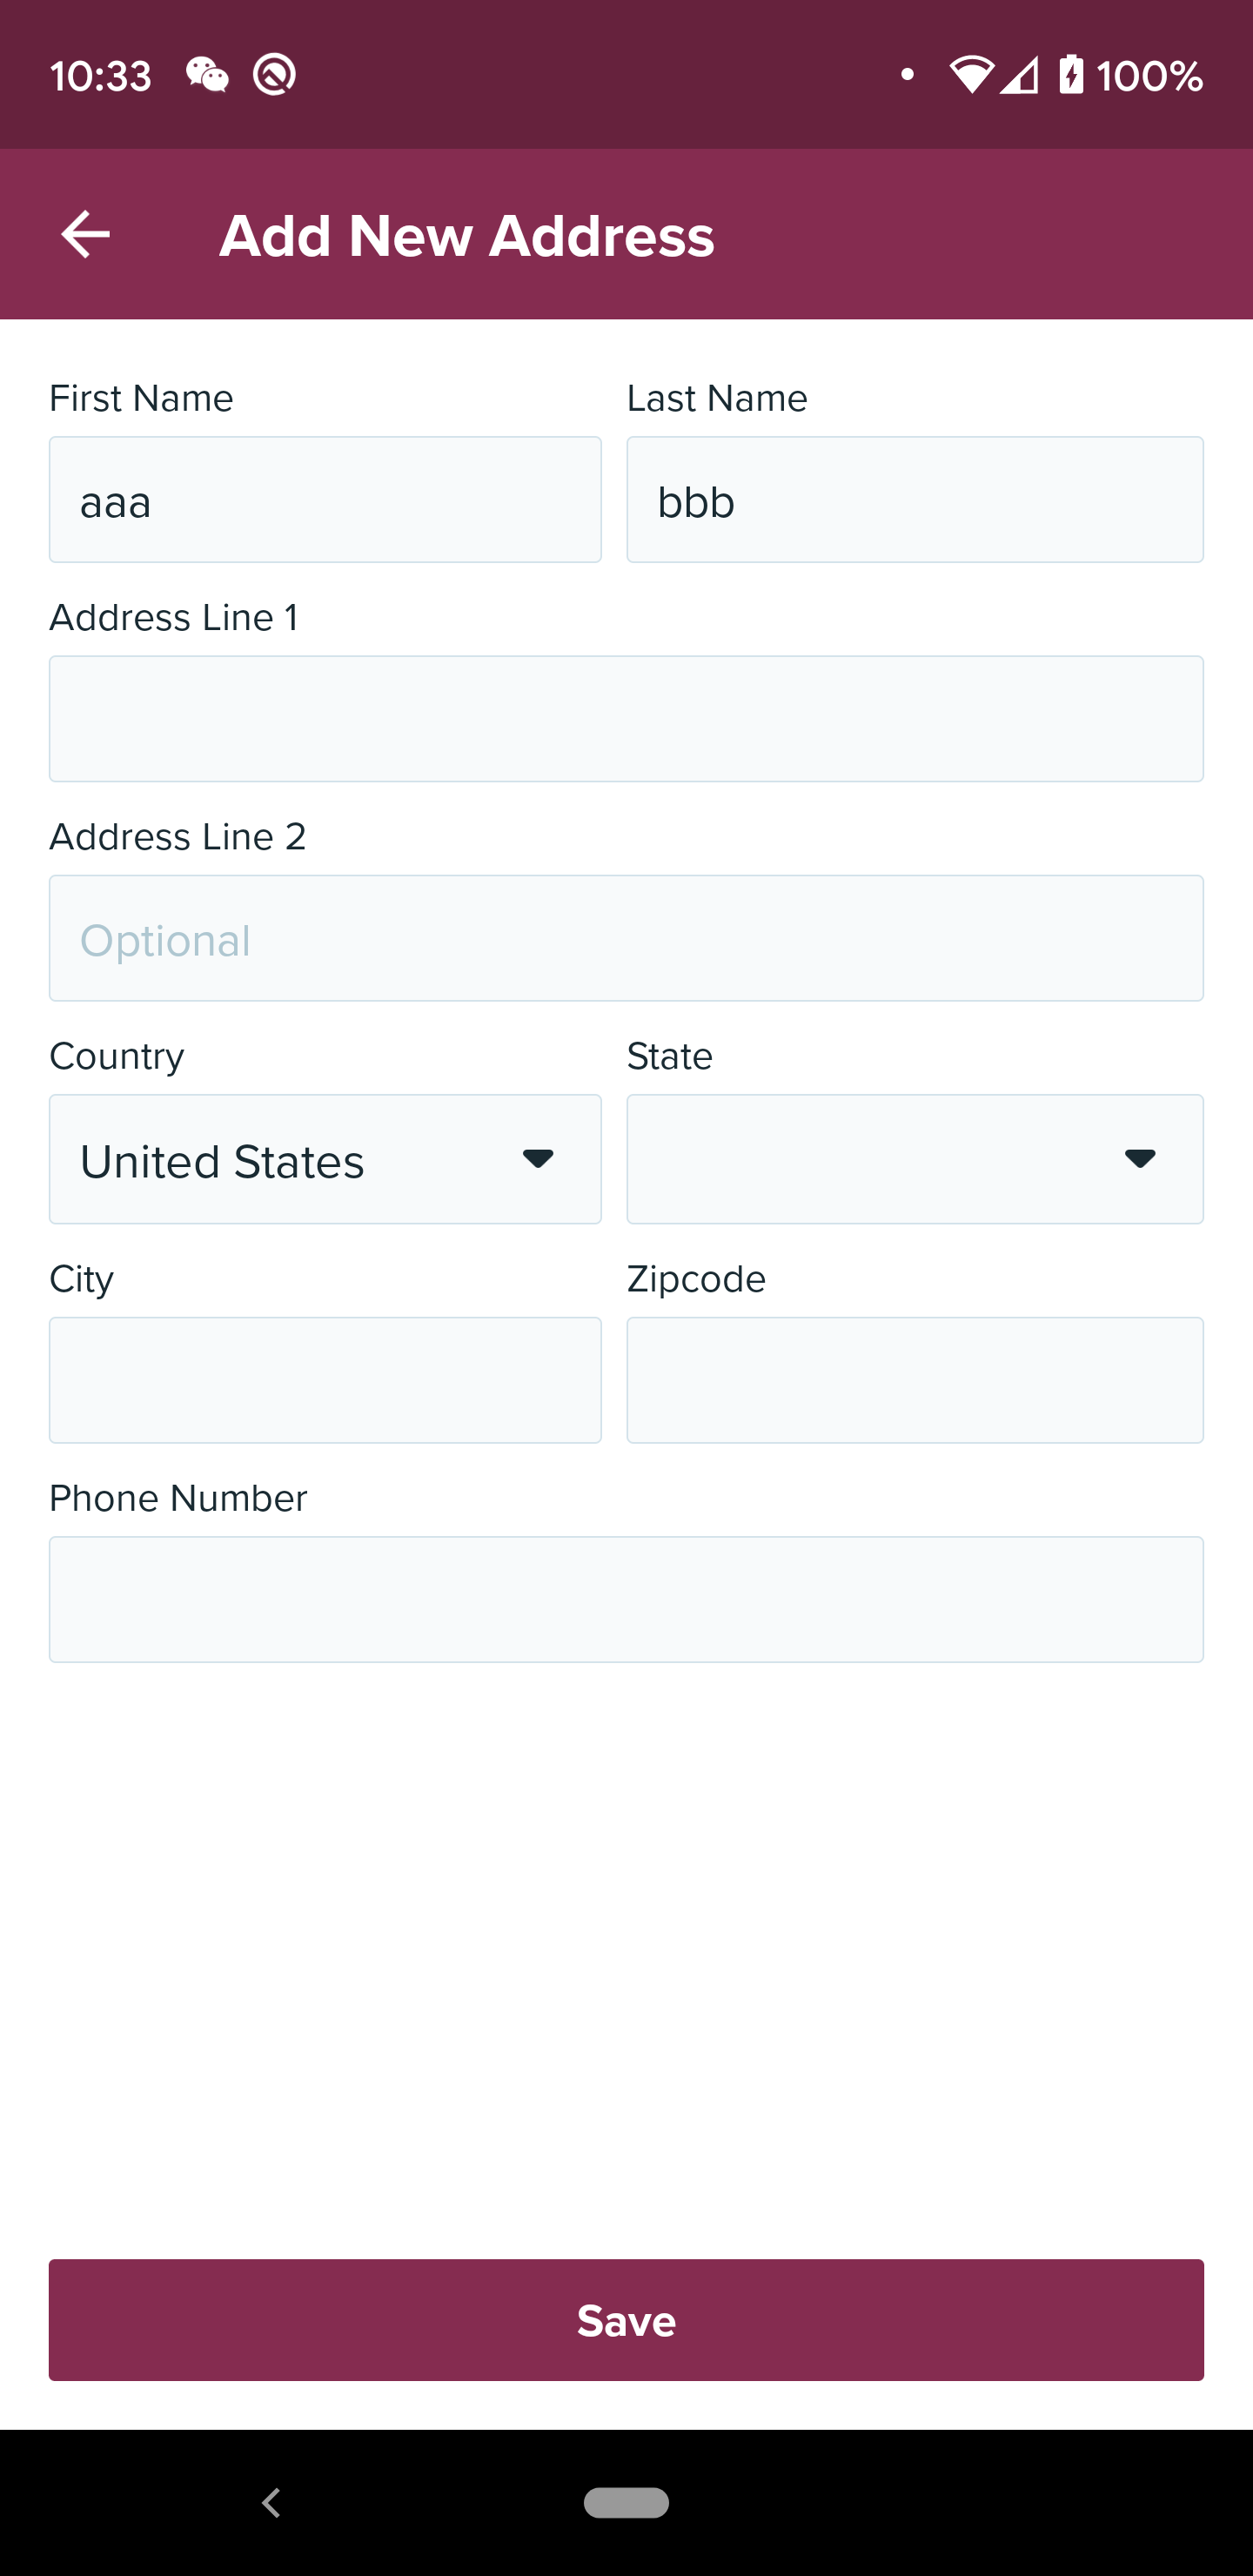 10:33 100%
Add New Address
First Name Last Name
aaa bbb
Address Line 1
Address Line 2
Optional
Country State
United States
City Zipcode
Phone Number
Save